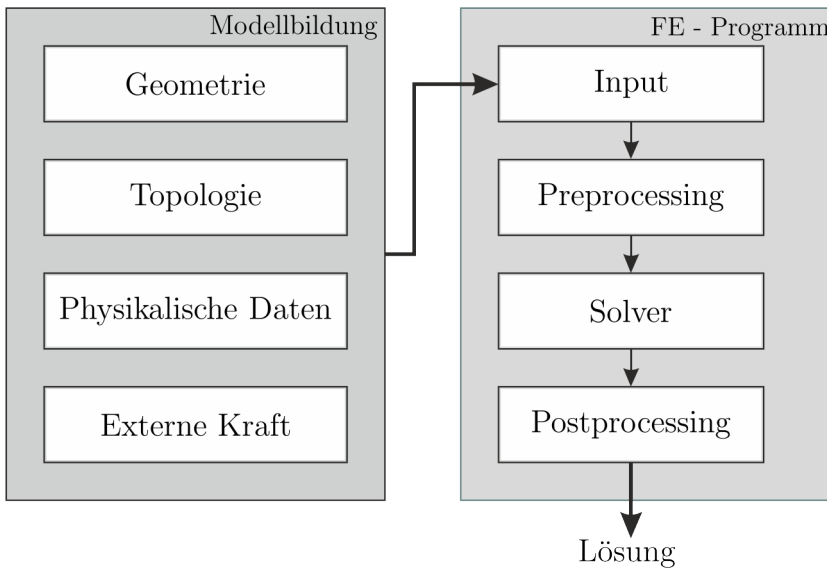 Modellbildung
Geometrie
Topologie
Physikalische Daten
Externe Kraft
FE - Programm
Input
Preprocessing
Solver
Postprocessing
Lösung